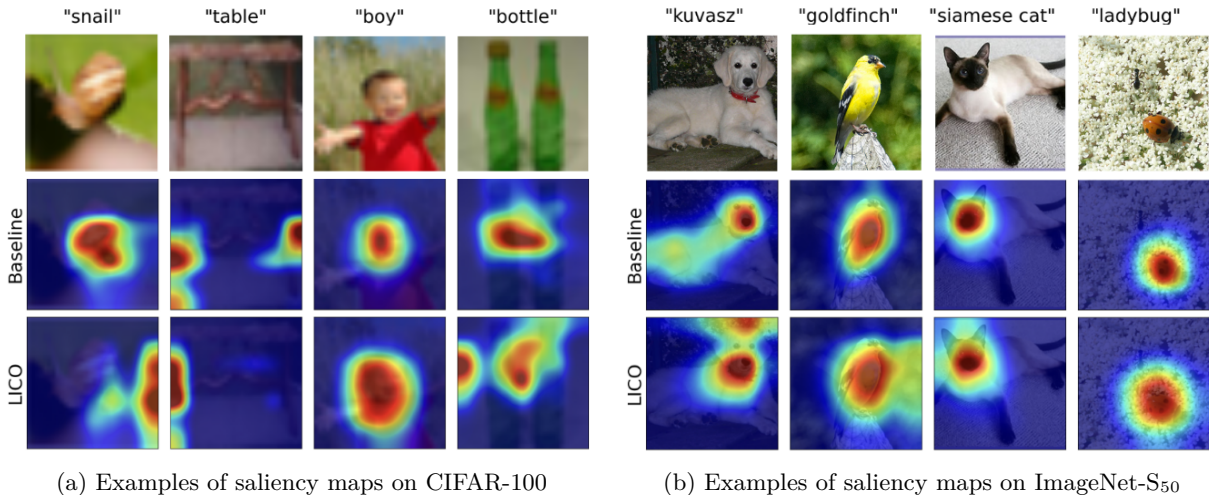 "snail" "table" "boy" "bottle" "kuvasz" "goldfinch" "siamese cat" "ladybug"
Baseline Baseline
LICO LICO
(a) Examples of saliency maps on CIFAR-100 (b) Examples of saliency maps on ImageNet-S₅₀